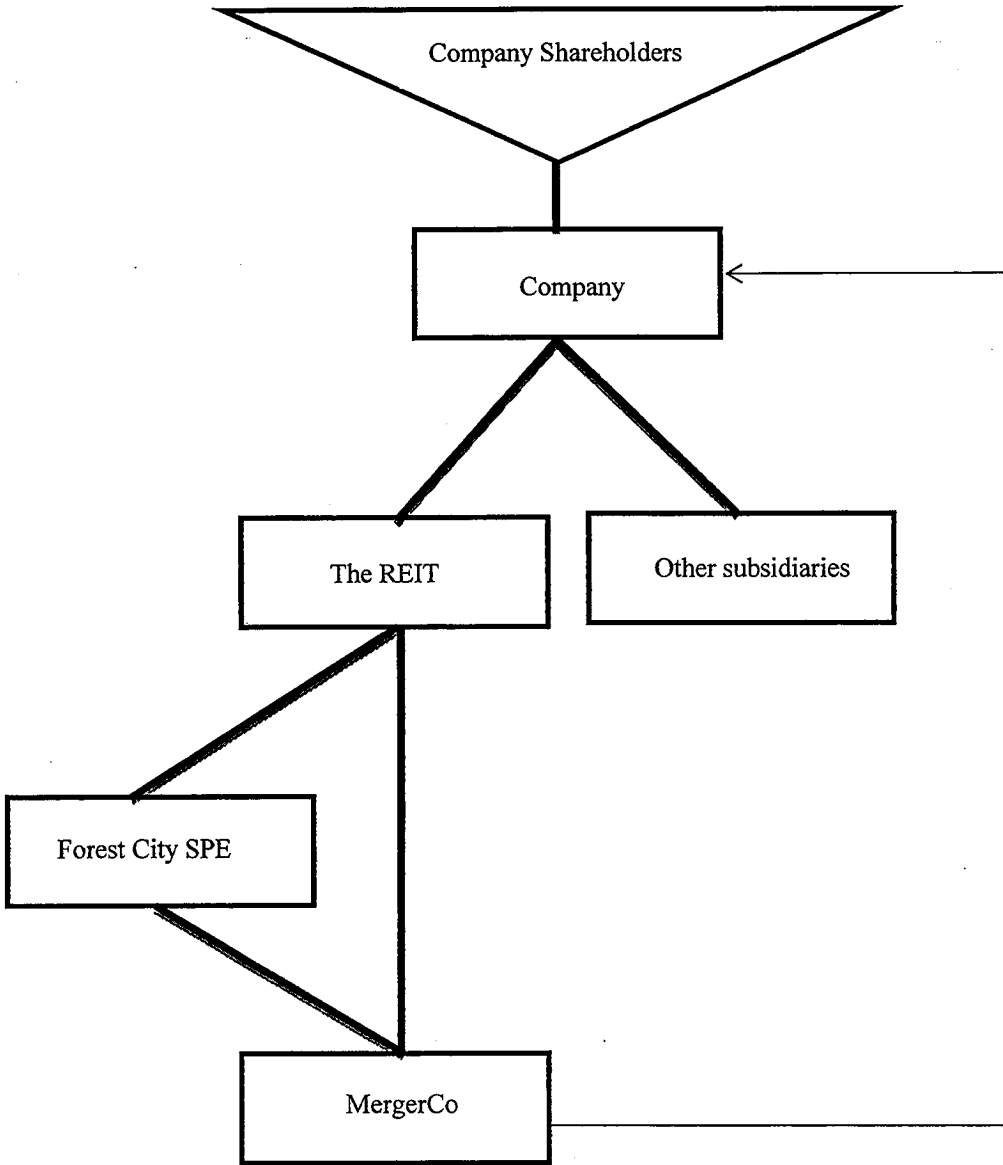 Company Shareholders
Company
The REIT
Other subsidiaries
Forest City SPE
MergerCo